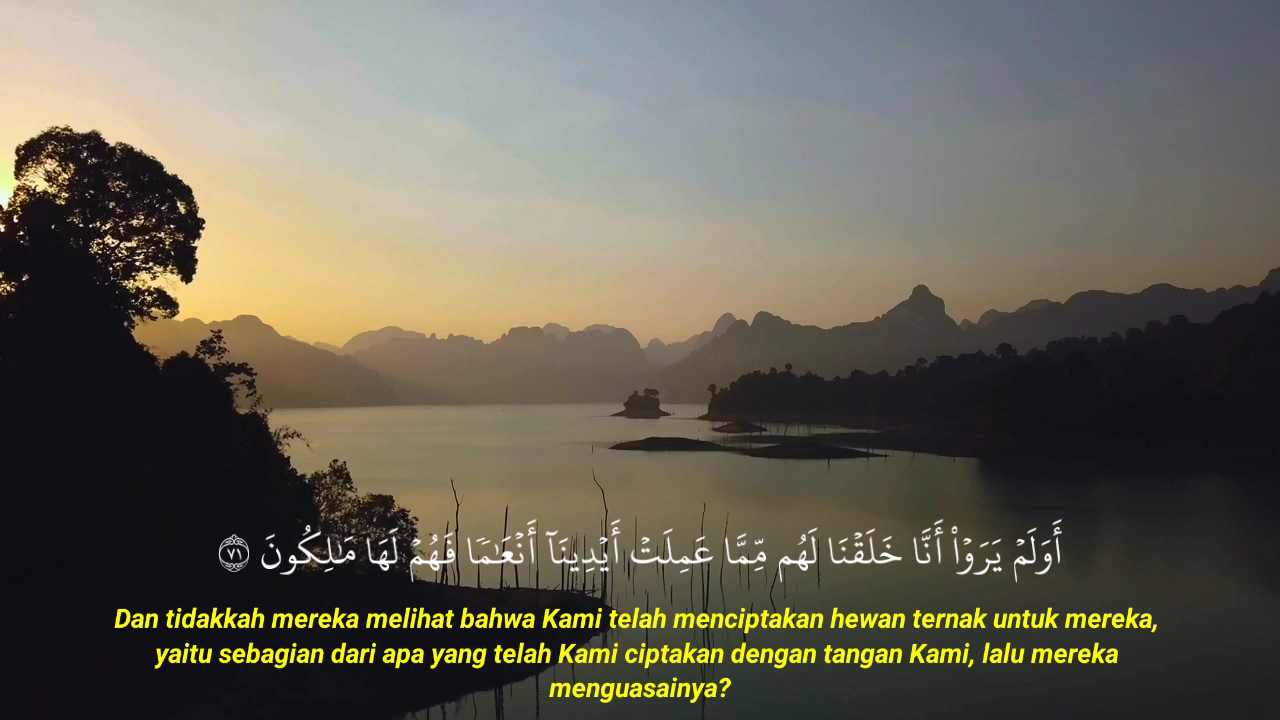 أَوَلَمْ يَرَوْا۟ أَنَّا خَلَقْنَا لَهُم مِّمَّا عَمِلَتْ أَيْدِينَآ أَنْعَـٰمًا فَهُمْ لَهَا مَـٰلِكُونَ ٧١
Dan tidakkah mereka melihat bahwa Kami telah menciptakan hewan ternak untuk mereka,
yaitu sebagian dari apa yang telah Kami ciptakan dengan tangan Kami, lalu mereka
menguasainya?